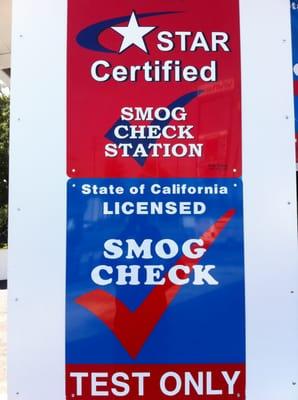 STAR
Certified
SMOG
CHECK
STATION
State of California
LICENSED
SMOG
CHECK
TEST ONLY